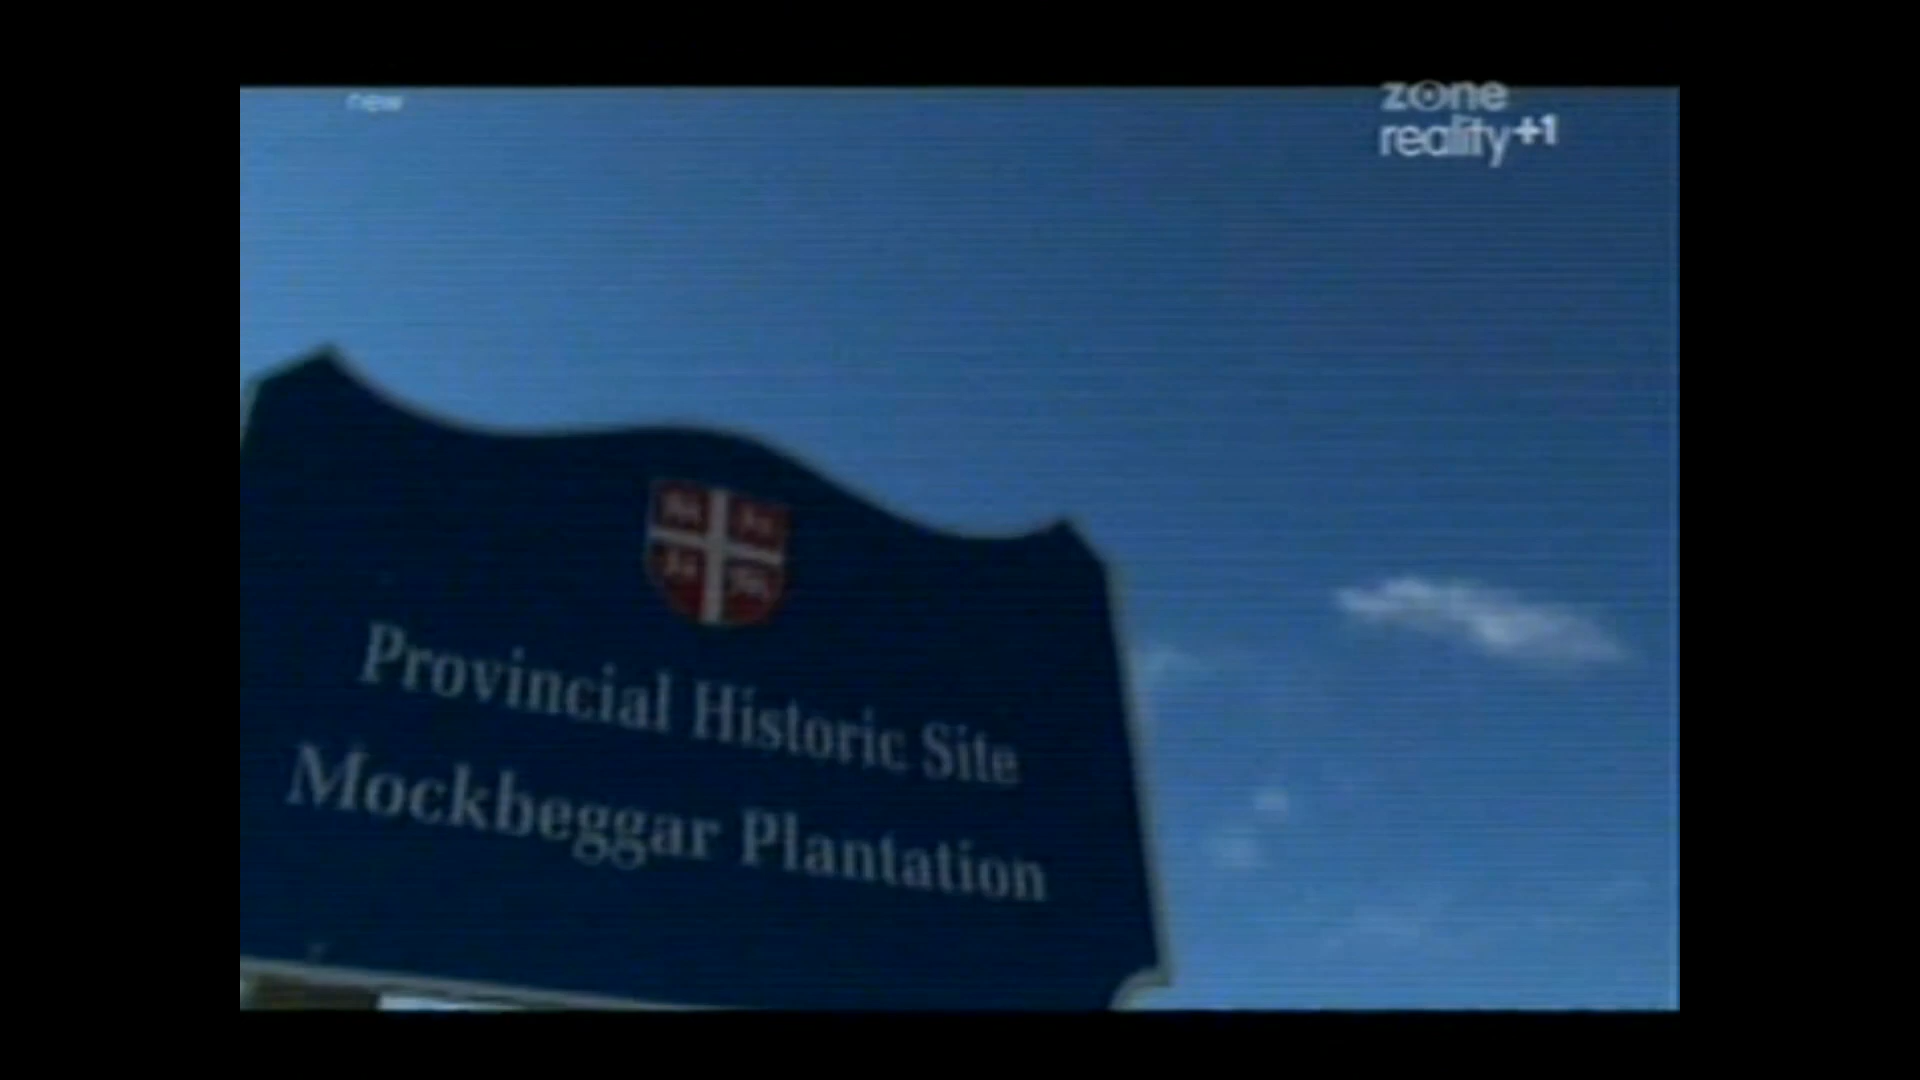 new
zone
reality+1
Provincial Historic Site
Mockbeggar Plantation